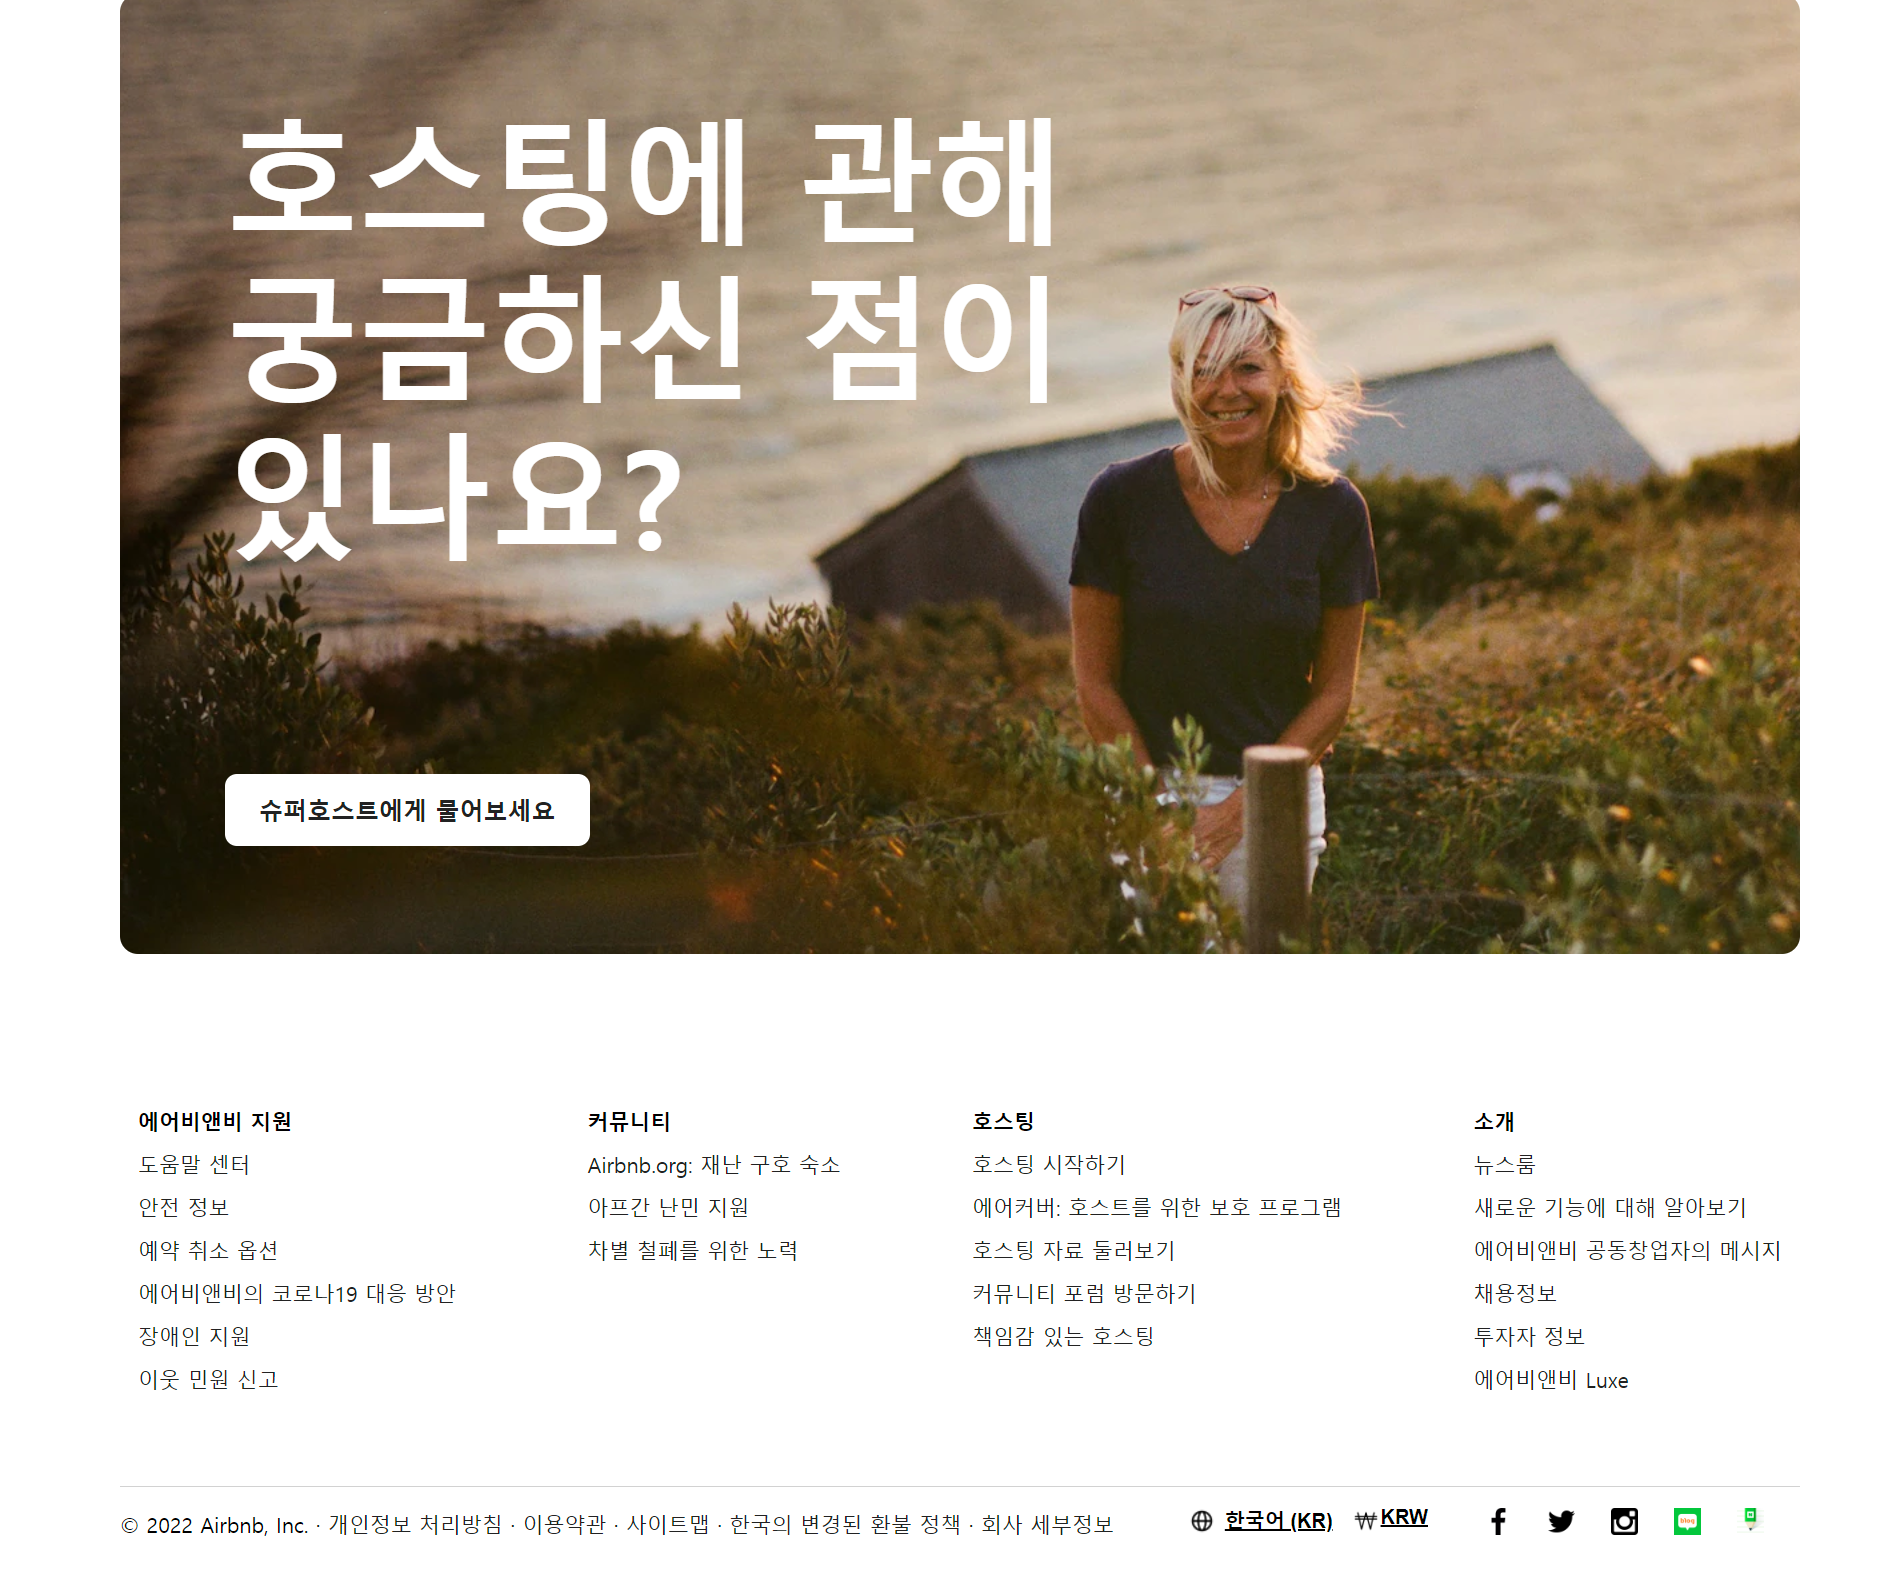 호스팅에 관해
궁금하신 점이
있나요?
슈퍼호스트에게 물어보세요
에어비앤비 지원
도움말 센터
안전 정보
예약 취소 옵션
에어비앤비의 코로나19 대응 방안
장애인 지원
이웃 민원 신고
커뮤니티
Airbnb.org: 재난 구호 숙소
아프간 난민 지원
차별 철폐를 위한 노력
호스팅
호스팅 시작하기
에어커버: 호스트를 위한 보호 프로그램
호스팅 자료 둘러보기
커뮤니티 포럼 방문하기
책임감 있는 호스팅
소개
뉴스룸
새로운 기능에 대해 알아보기
에어비앤비 공동창업자의 메시지
채용정보
투자자 정보
에어비앤비 Luxe
© 2022 Airbnb, Inc. · 개인정보 처리방침 · 이용약관 · 사이트맵 · 한국의 변경된 환불 정책 · 회사 세부정보
한국어 (KR) ₩ KRW
blog